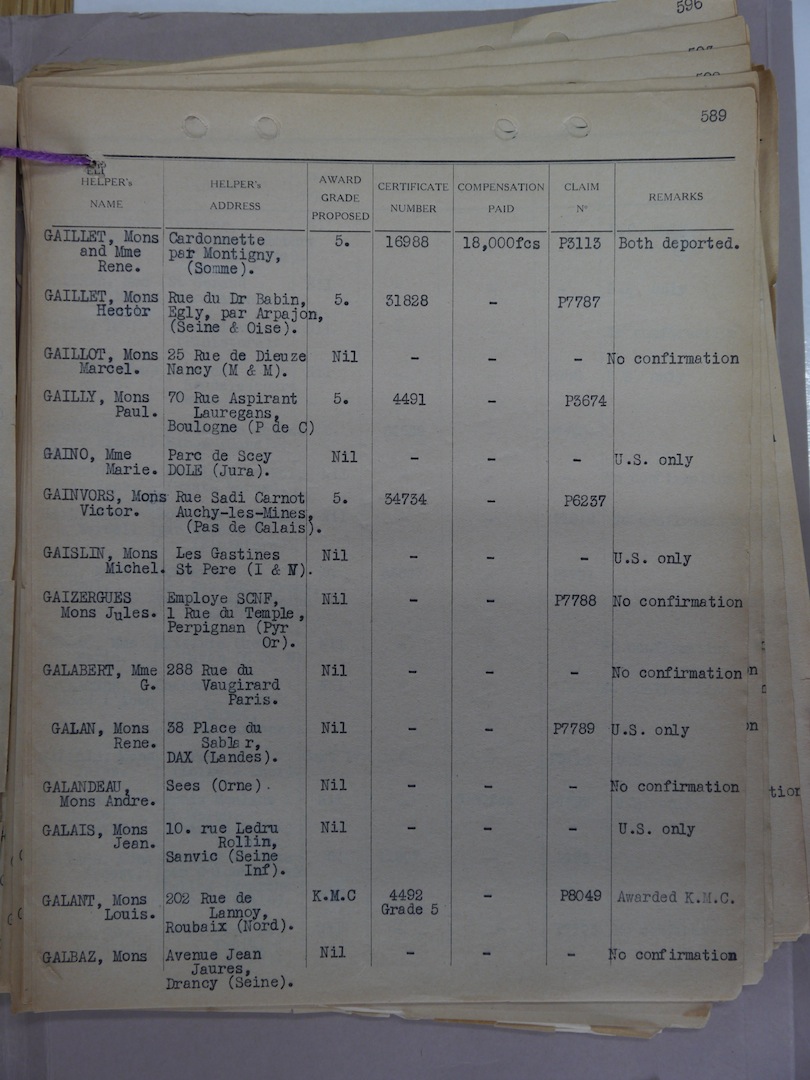 596
589
HELPER's NAME
HELPER's ADDRESS
AWARD GRADE PROPOSED
CERTIFICATE NUMBER
COMPENSATION PAID
CLAIM Nº
REMARKS
GAILLET, Mons Cardonnette 5. 16988 18,000fcs P3113 Both deported.
and Mme par Montigny,
Rene. (Somme).
GAILLET, Mons Rue du Dr Babin, 5. 31828 - P7787
Hector Egly, par Arpajon,
(Seine & Oise).
GAILLOT, Mons 25 Rue de Dieuze Nil - - - No confirmation
Marcel. Nancy (M & M).
GAILLY, Mons 70 Rue Aspirant 5. 4491 - P3674
Paul. Lauregans,
Boulogne (P de C)
GAINO, Mme Parc de Scey Nil - - - U.S. only
Marie. DOLE (Jura).
GAINVORS, Mons Rue Sadi Carnot 5. 34734 - P6237
Victor. Auchy-les-Mines,
(Pas de Calais).
GAISLIN, Mons Les Gastines Nil - - - U.S. only
Michel. St Pere (I & V).
GAIZERGUES Employe SCNF, Nil - - P7788 No confirmation
Mons Jules. 1 Rue du Temple,
Perpignan (Pyr
Or).
GALABERT, Mme 288 Rue du Nil - - - No confirmation
G. Vaugirard
Paris.
GALAN, Mons 38 Place du Nil - - P7789 U.S. only
Rene. Sabler,
DAX (Landes).
GALANDEAU, Sees (Orne). Nil - - - No confirmation
Mons Andre.
GALAIS, Mons 10. rue Ledru Nil - - - U.S. only
Jean. Rollin,
Sanvic (Seine
Inf).
GALANT, Mons 202 Rue de K.M.C 4492 - P8049 Awarded K.M.C.
Louis. Lannoy, Grade 5
Roubaix (Nord).
GALBAZ, Mons Avenue Jean Nil - - - No confirmation
Jaures,
Drancy (Seine).